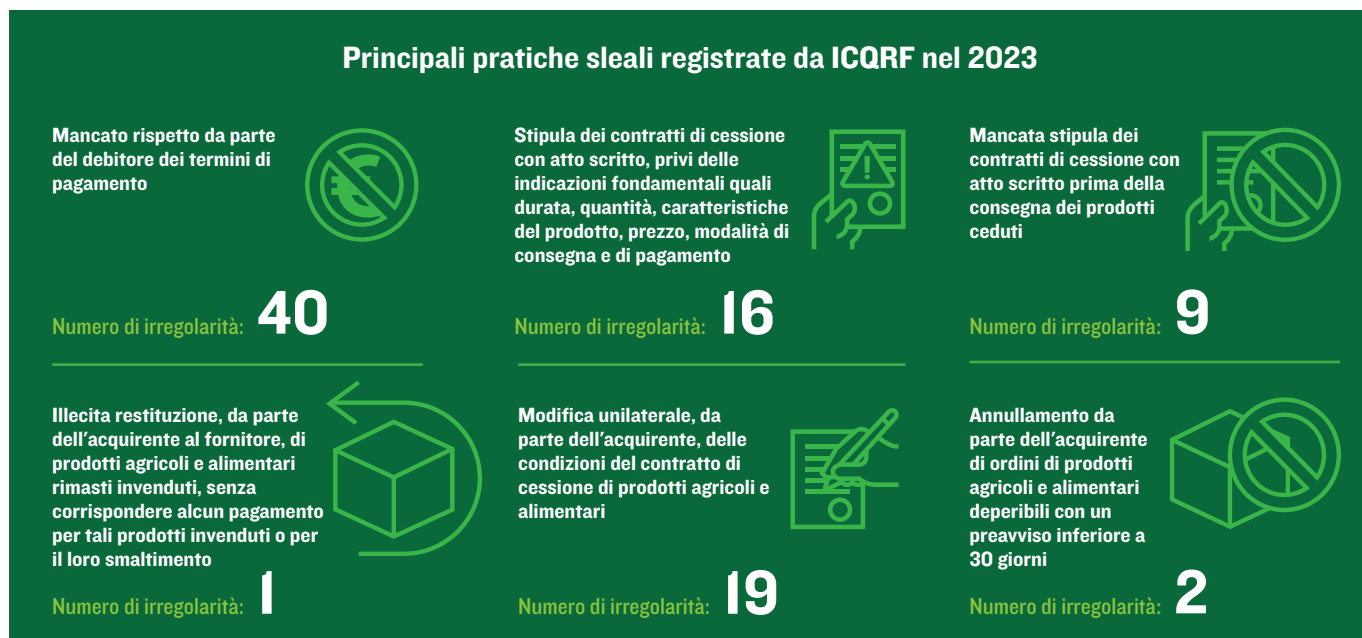 Principali pratiche sleali registrate da ICQRF nel 2023
Mancato rispetto da parte
del debitore dei termini di
pagamento
Numero di irregolarità: 40
Stipula dei contratti di cessione
con atto scritto, privi delle
indicazioni fondamentali quali
durata, quantità, caratteristiche
del prodotto, prezzo, modalità di
consegna e di pagamento
Numero di irregolarità: 16
Mancata stipula dei
contratti di cessione con
atto scritto prima della
consegna dei prodotti
ceduti
Numero di irregolarità: 9
Illecita restituzione, da parte
dell'acquirente al fornitore, di
prodotti agricoli e alimentari
rimasti invenduti, senza
corrispondere alcun pagamento
per tali prodotti invenduti o per
il loro smaltimento
Numero di irregolarità: 1
Modifica unilaterale, da
parte dell'acquirente, delle
condizioni del contratto di
cessione di prodotti agricoli e
alimentari
Numero di irregolarità: 19
Annullamento da
parte dell'acquirente
di ordini di prodotti
agricoli e alimentari
deperibili con un
preavviso inferiore a
30 giorni
Numero di irregolarità: 2